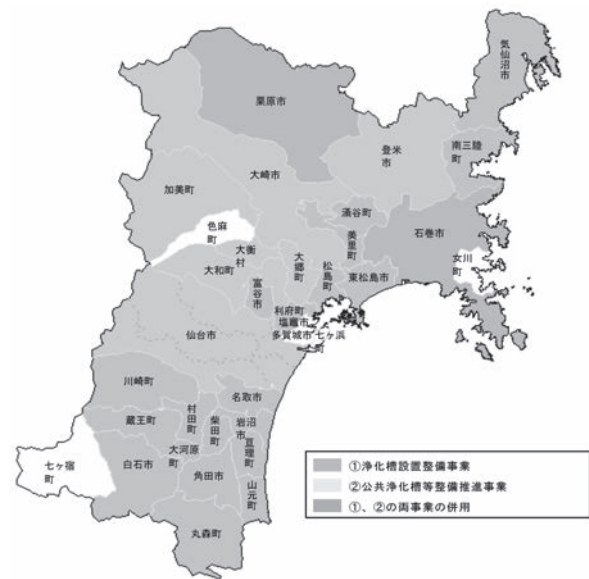 気仙沼市
栗原市
南三陸町
登米市
大崎市
加美町
涌谷町
色麻町
石巻市
美里町
女川町
大衡村
大郷町
松島町
大和町
東松島市
富谷市
利府町
塩竈市
多賀城市
七ヶ浜町
仙台市
川崎町
名取市
村田町
柴田町
岩沼市
蔵王町
亘理町
大河原町
七ヶ宿町
白石市
角田市
山元町
丸森町
①浄化槽設置整備事業
②公共浄化槽等整備推進事業
①、②の両事業の併用